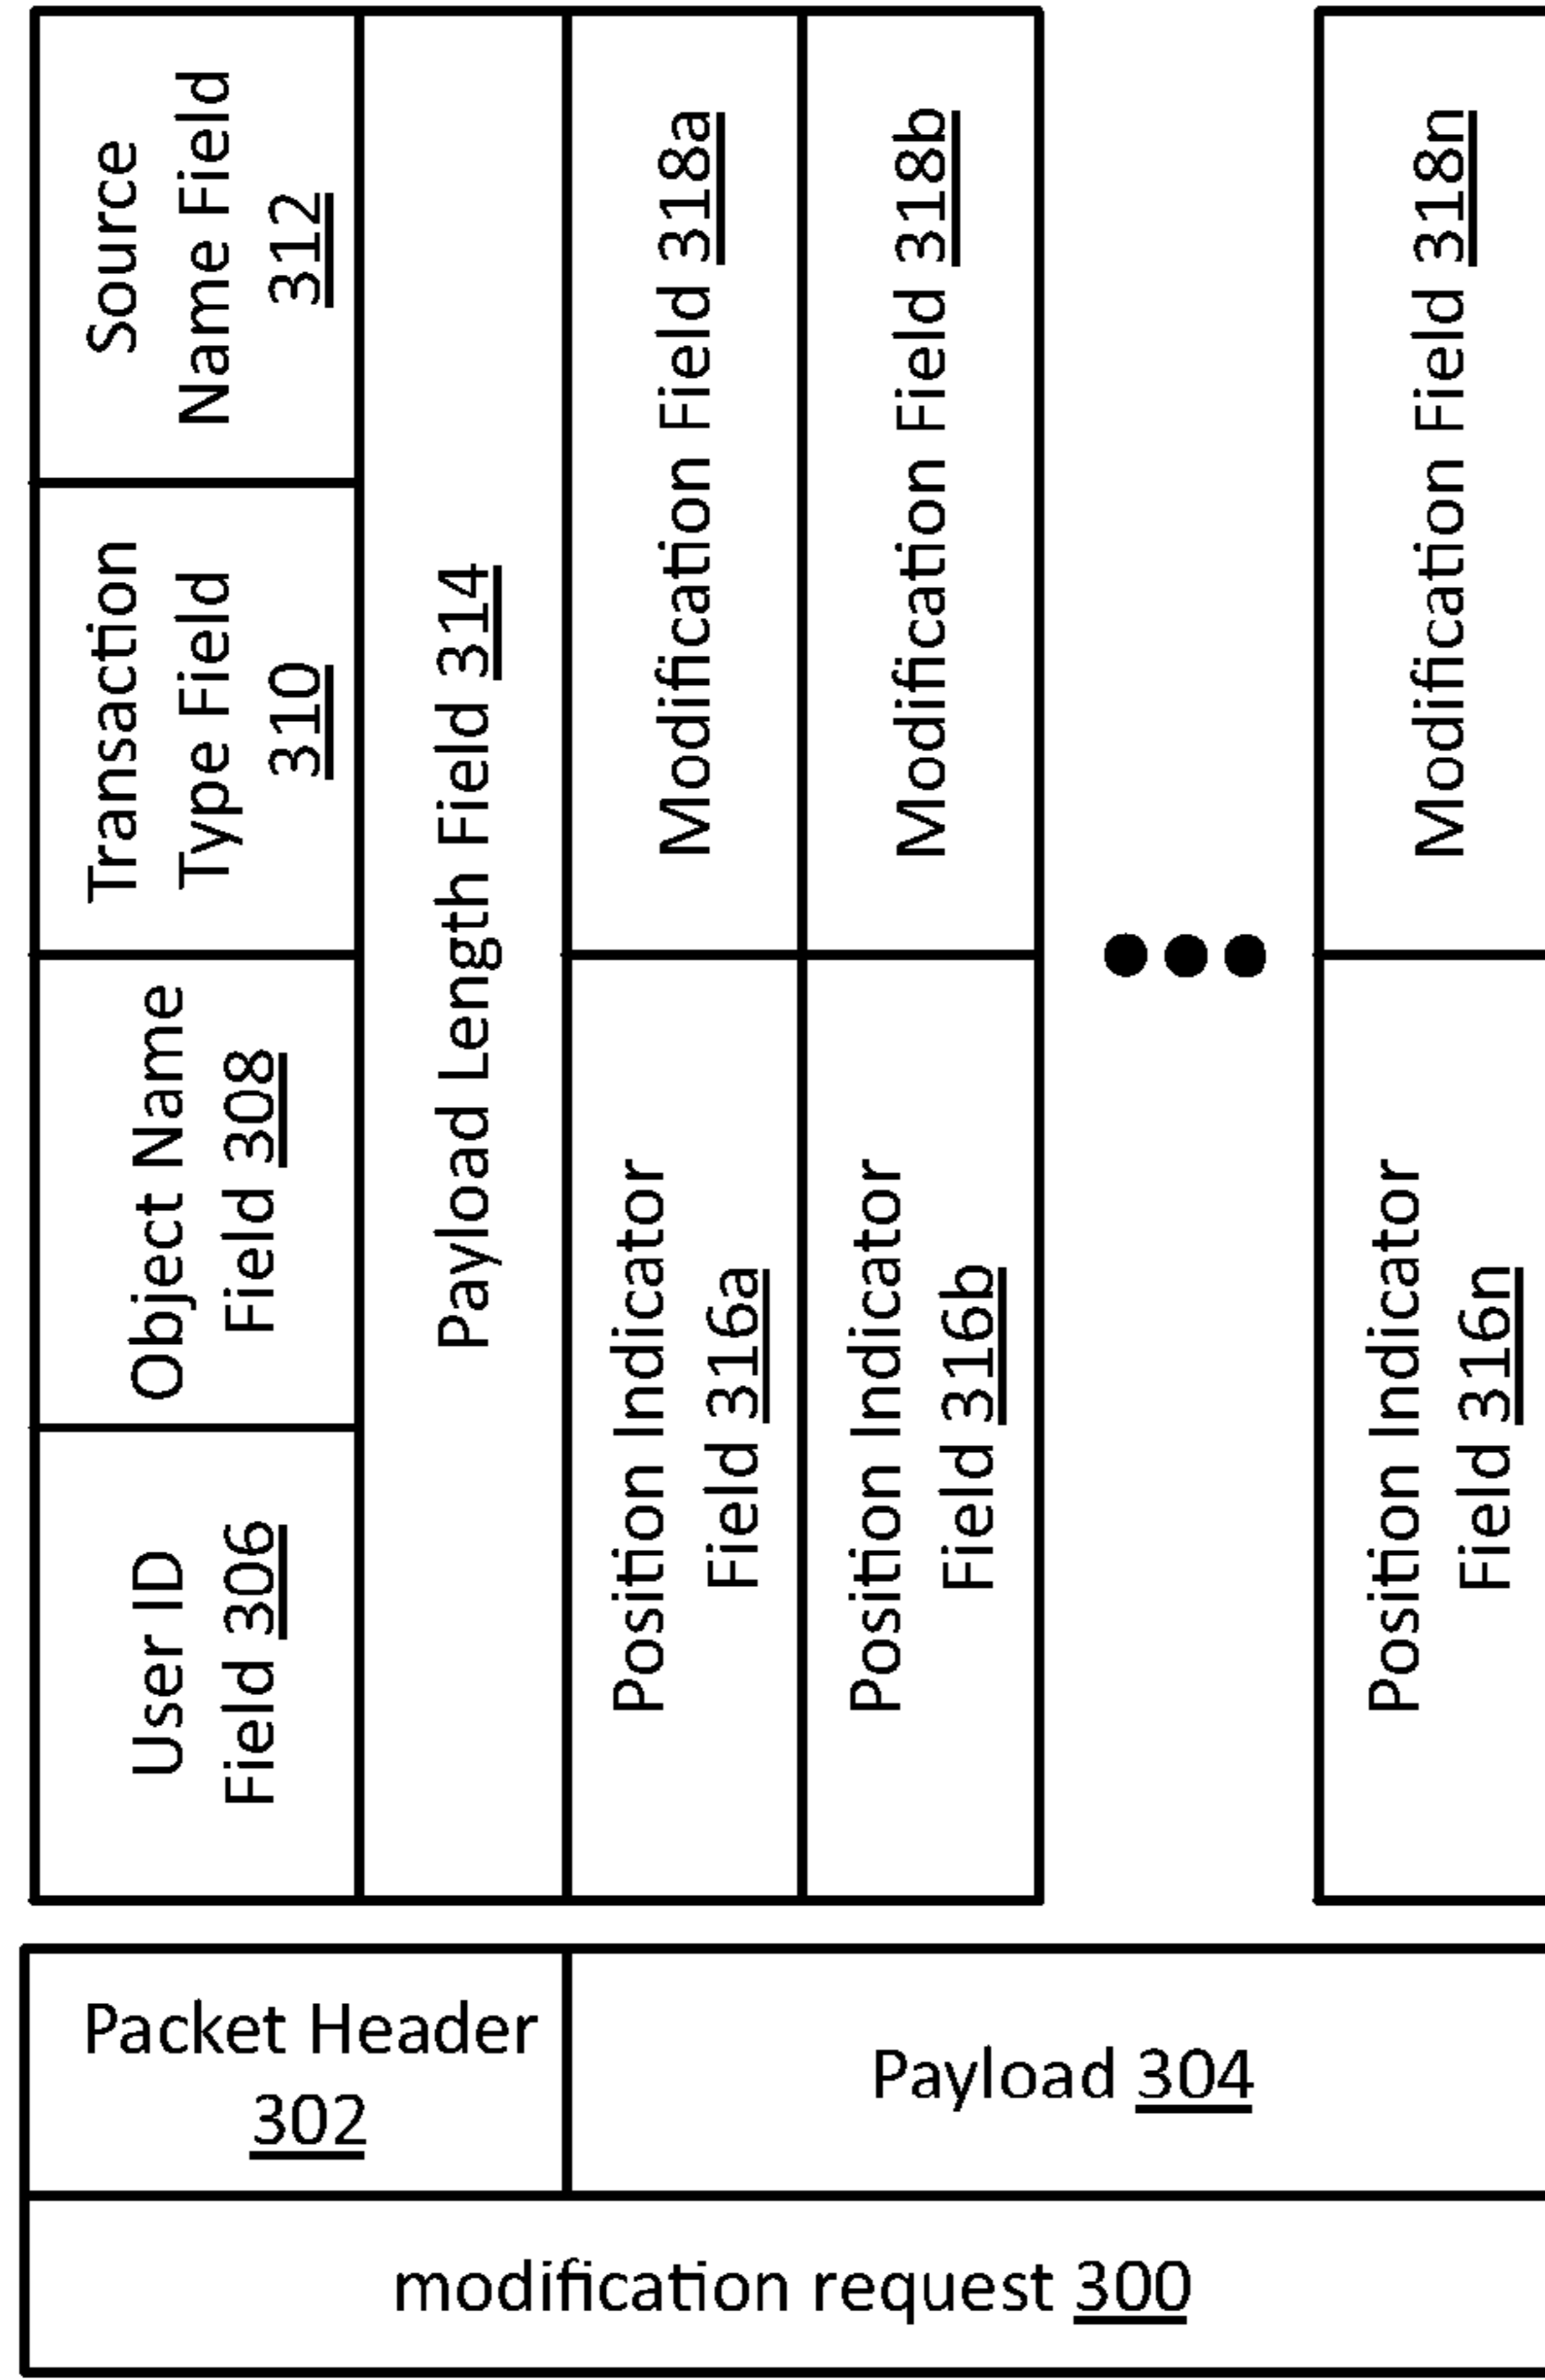 modification request 300
Packet Header
302
Payload 304
User ID
Field 306
Object Name
Field 308
Transaction
Type Field
310
Source
Name Field
312
Payload Length Field 314
Position Indicator
Field 316a
Modification Field 318a
Position Indicator
Field 316b
Modification Field 318b
Position Indicator
Field 316n
Modification Field 318n